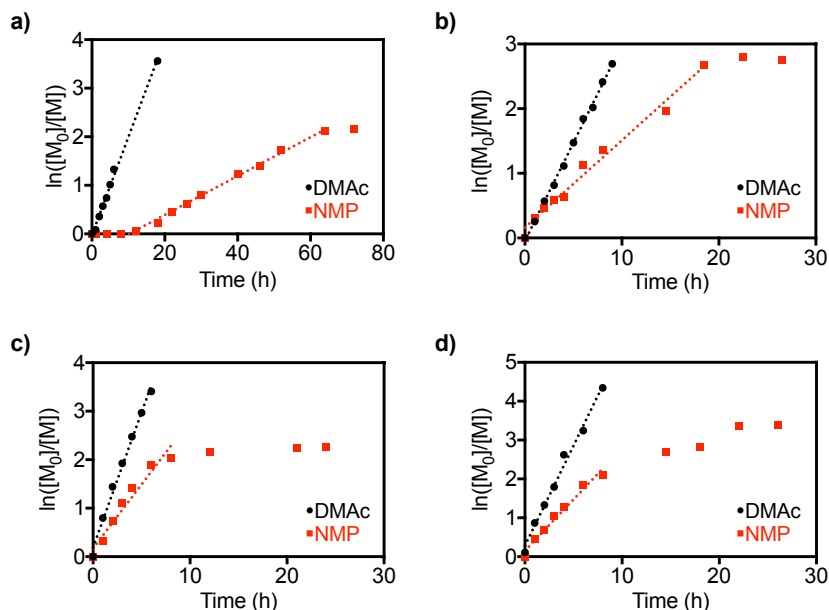 a)
ln([M0]/[M])
4
3
2
1
0
0 20 40 60 80
Time (h)
DMAc
NMP
b)
ln([M0]/[M])
3
2
1
0
0 10 20 30
Time (h)
DMAc
NMP
c)
ln([M0]/[M])
4
3
2
1
0
0 10 20 30
Time (h)
DMAc
NMP
d)
ln([M0]/[M])
5
4
3
2
1
0
0 10 20 30
Time (h)
DMAc
NMP